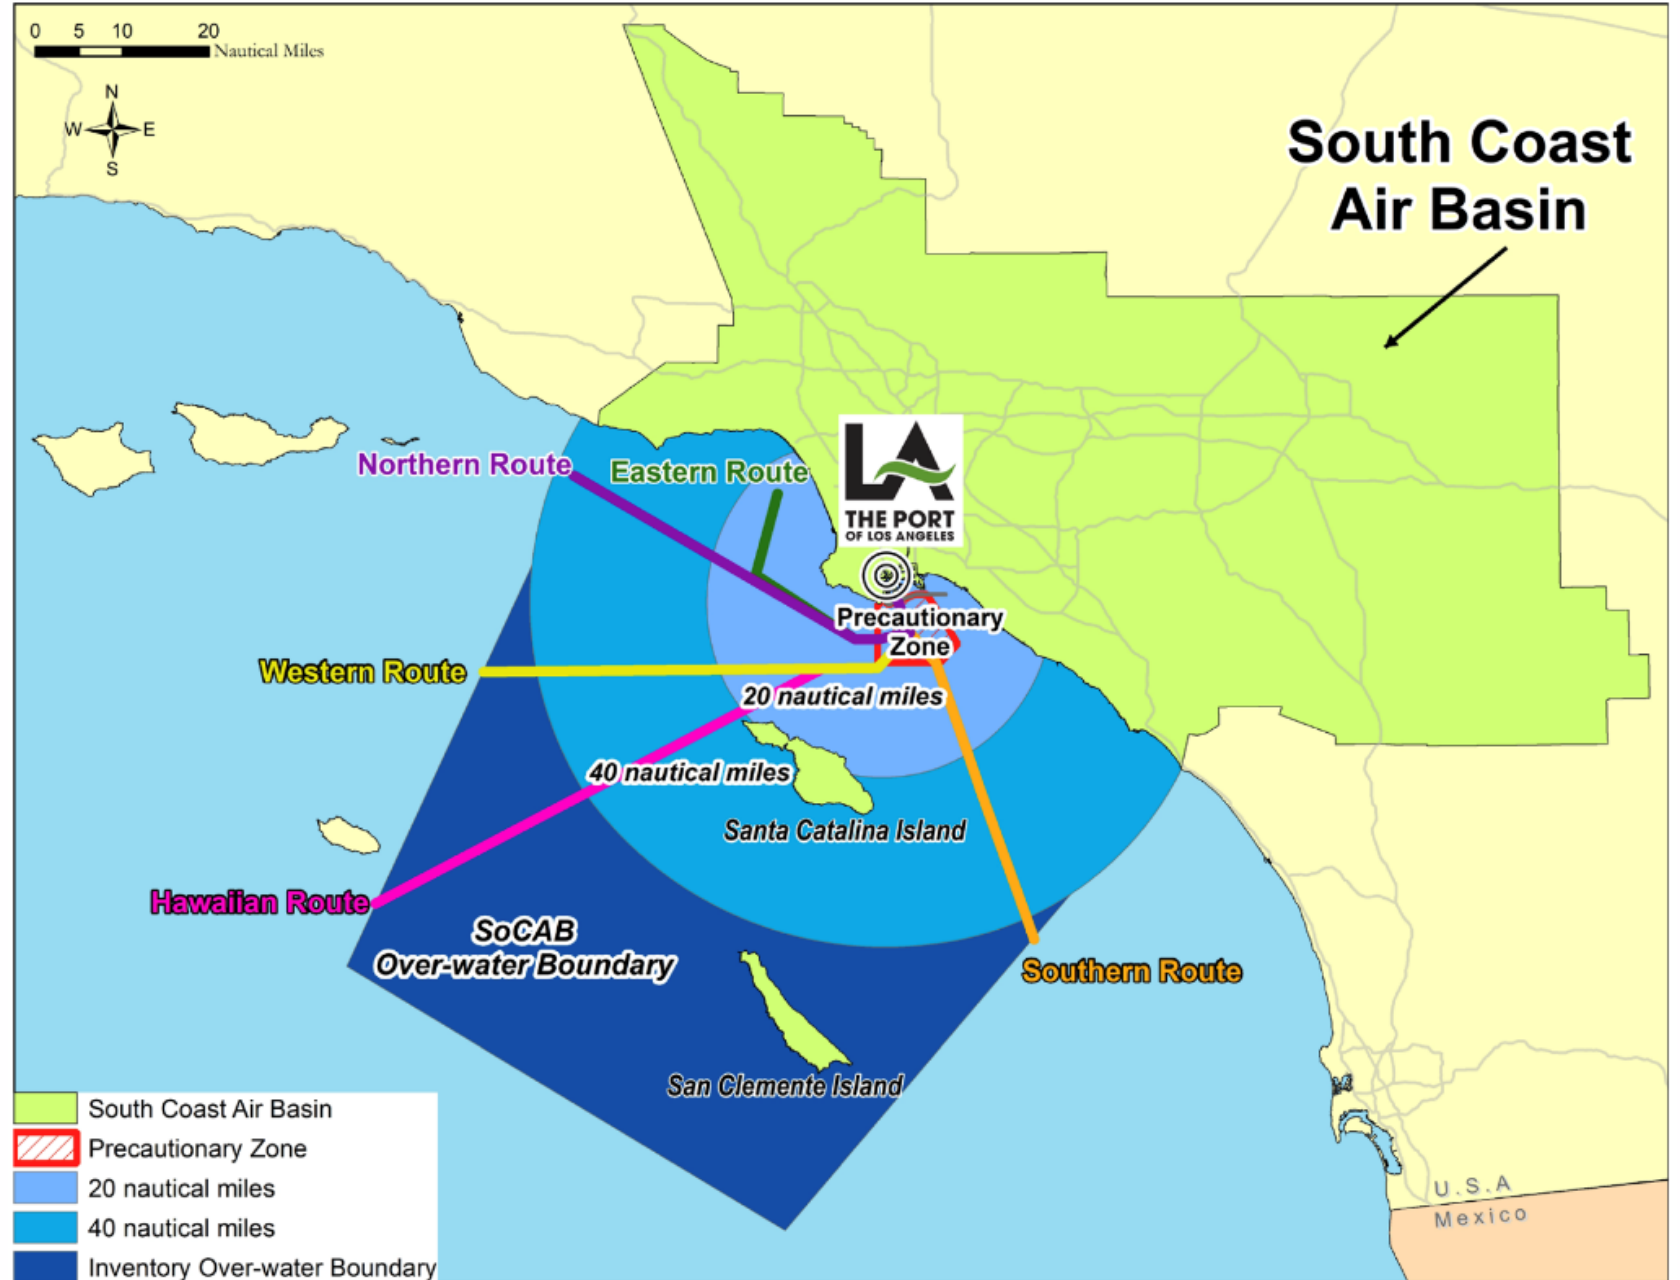 0 5 10 20
Nautical Miles
N
W E
S
South Coast
Air Basin
Northern Route
Eastern Route
LA
THE PORT
OF LOS ANGELES
Precautionary
Zone
Western Route
20 nautical miles
40 nautical miles
Santa Catalina Island
Hawaiian Route
SoCAB
Over-water Boundary
Southern Route
San Clemente Island
South Coast Air Basin
Precautionary Zone
20 nautical miles
40 nautical miles
Inventory Over-water Boundary
U.S.A
Mexico